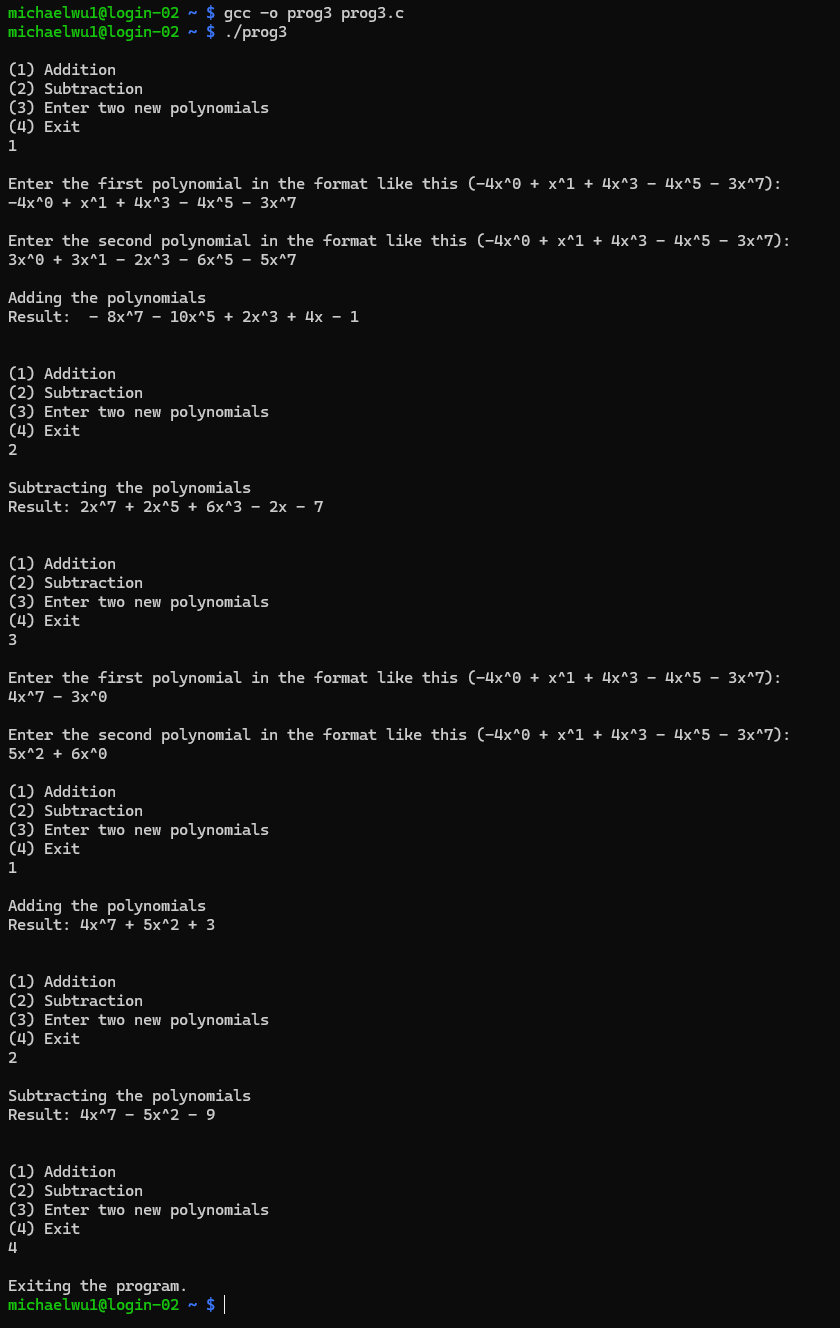 michaelwu1@login-02 ~ $ gcc -o prog3 prog3.c
michaelwu1@login-02 ~ $ ./prog3
(1) Addition
(2) Subtraction
(3) Enter two new polynomials
(4) Exit
1
Enter the first polynomial in the format like this (-4x^0 + x^1 + 4x^3 - 4x^5 - 3x^7):
-4x^0 + x^1 + 4x^3 - 4x^5 - 3x^7
Enter the second polynomial in the format like this (-4x^0 + x^1 + 4x^3 - 4x^5 - 3x^7):
3x^0 + 3x^1 - 2x^3 - 6x^5 - 5x^7
Adding the polynomials
Result:  - 8x^7 - 10x^5 + 2x^3 + 4x - 1
(1) Addition
(2) Subtraction
(3) Enter two new polynomials
(4) Exit
2
Subtracting the polynomials
Result: 2x^7 + 2x^5 + 6x^3 - 2x - 7
(1) Addition
(2) Subtraction
(3) Enter two new polynomials
(4) Exit
3
Enter the first polynomial in the format like this (-4x^0 + x^1 + 4x^3 - 4x^5 - 3x^7):
4x^7 - 3x^0
Enter the second polynomial in the format like this (-4x^0 + x^1 + 4x^3 - 4x^5 - 3x^7):
5x^2 + 6x^0
(1) Addition
(2) Subtraction
(3) Enter two new polynomials
(4) Exit
1
Adding the polynomials
Result: 4x^7 + 5x^2 + 3
(1) Addition
(2) Subtraction
(3) Enter two new polynomials
(4) Exit
2
Subtracting the polynomials
Result: 4x^7 - 5x^2 - 9
(1) Addition
(2) Subtraction
(3) Enter two new polynomials
(4) Exit
4
Exiting the program.
michaelwu1@login-02 ~ $